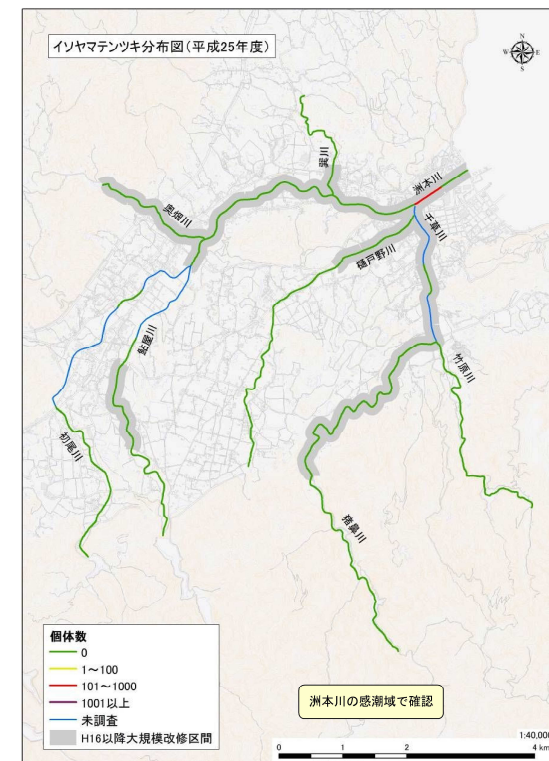 イソヤマテンツキ分布図(平成25年度)
N
W
E
S
巽川
洲本川
奥畑川
千草川
樋戸野川
鮎屋川
竹原川
初尾川
猪鼻川
個体数
0
1～100
101～1000
1001以上
未調査
H16以降大規模改修区間
洲本川の感潮域で確認
1:40,000
0 1 2 4 km